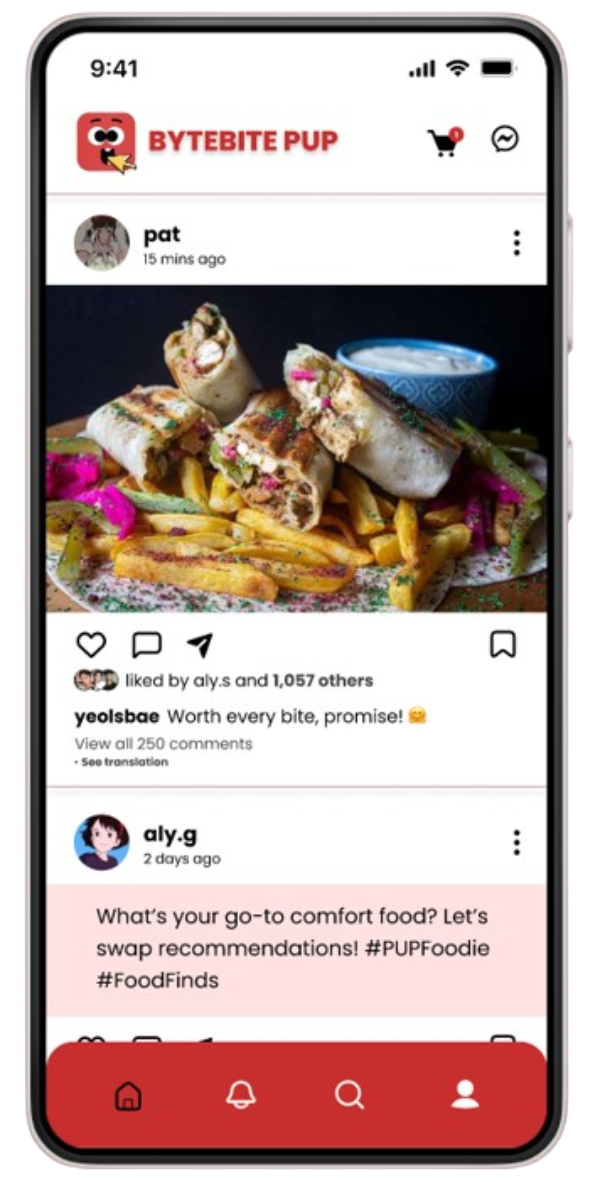 9:41
BYTEBITE PUP
1
pat
15 mins ago
liked by aly.s and 1,057 others
yeolsbae Worth every bite, promise! 🤗
View all 250 comments
• See translation
aly.g
2 days ago
What's your go-to comfort food? Let's
swap recommendations! #PUPFoodie
#FoodFinds